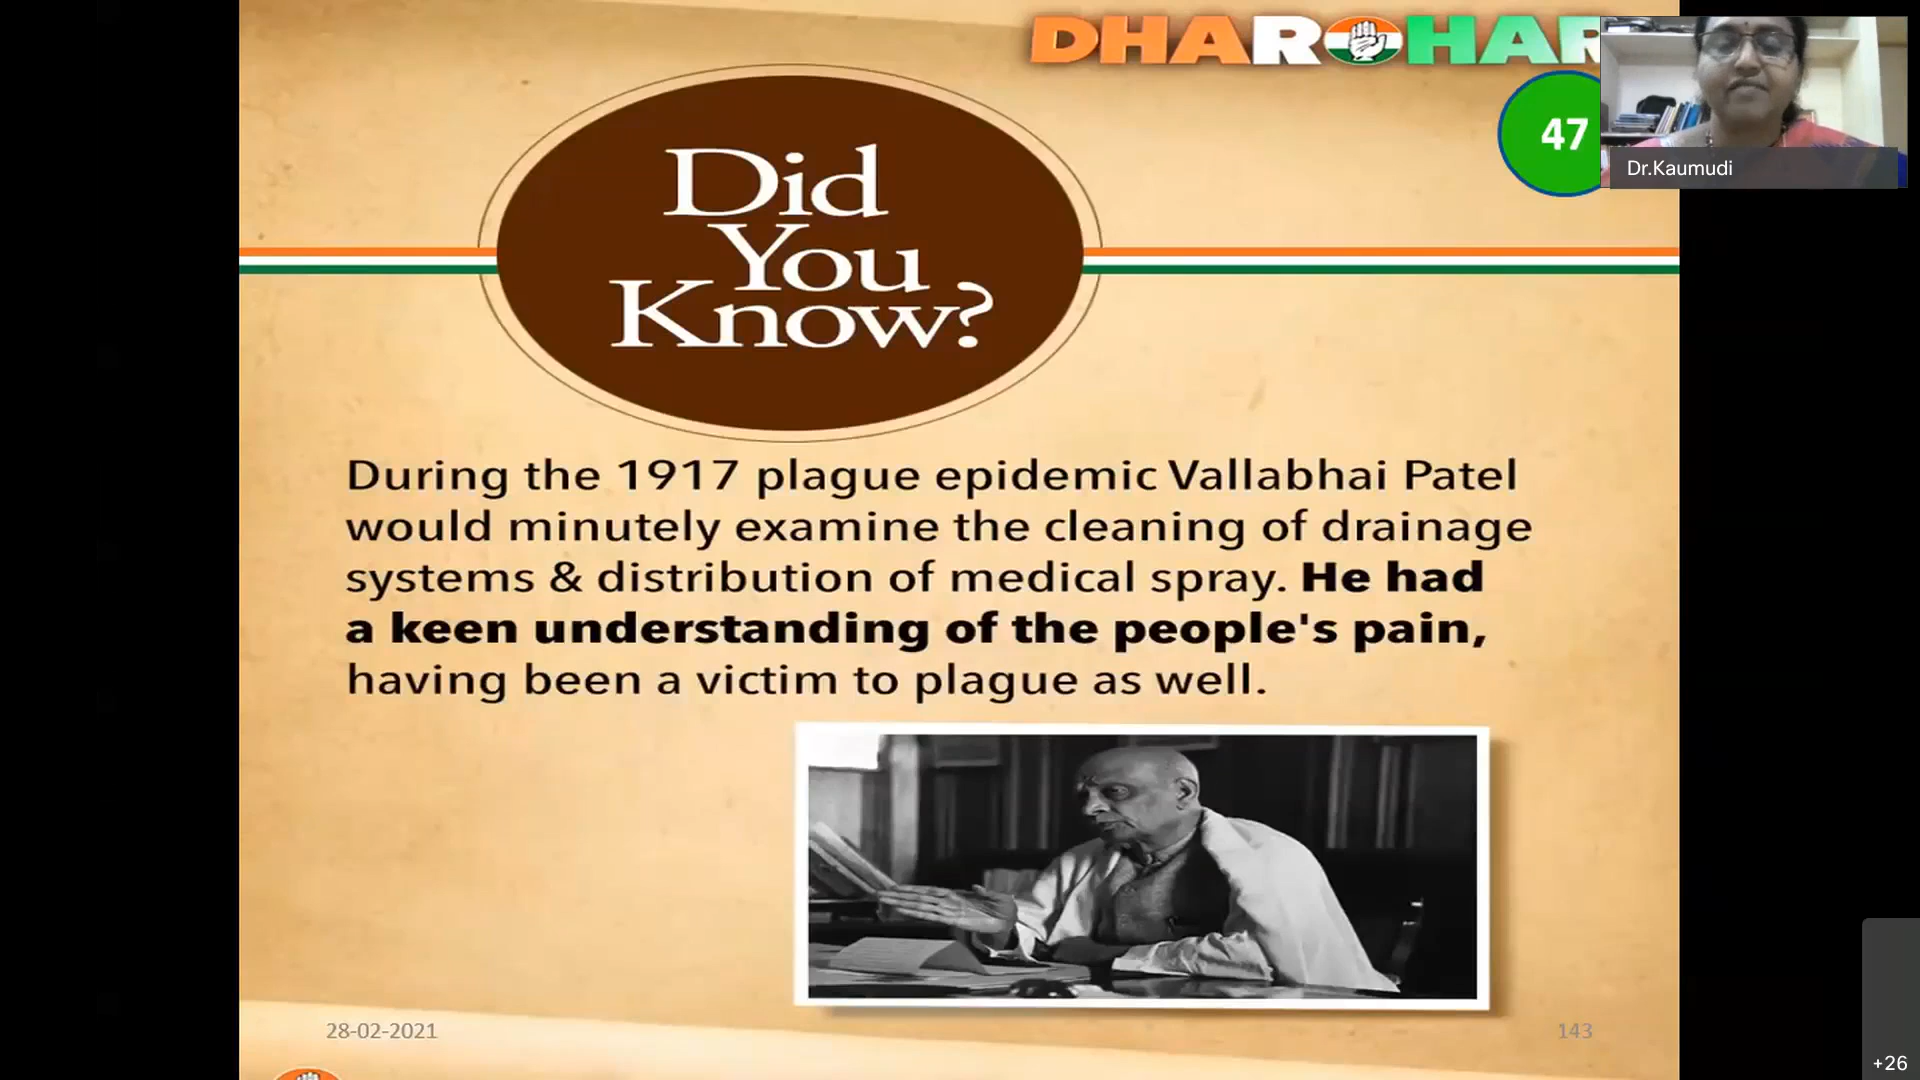 DHAROHAR
47
Dr.Kaumudi
Did
You
Know?
During the 1917 plague epidemic Vallabhai Patel
would minutely examine the cleaning of drainage
systems & distribution of medical spray. He had
a keen understanding of the people's pain,
having been a victim to plague as well.
28-02-2021
143
+26